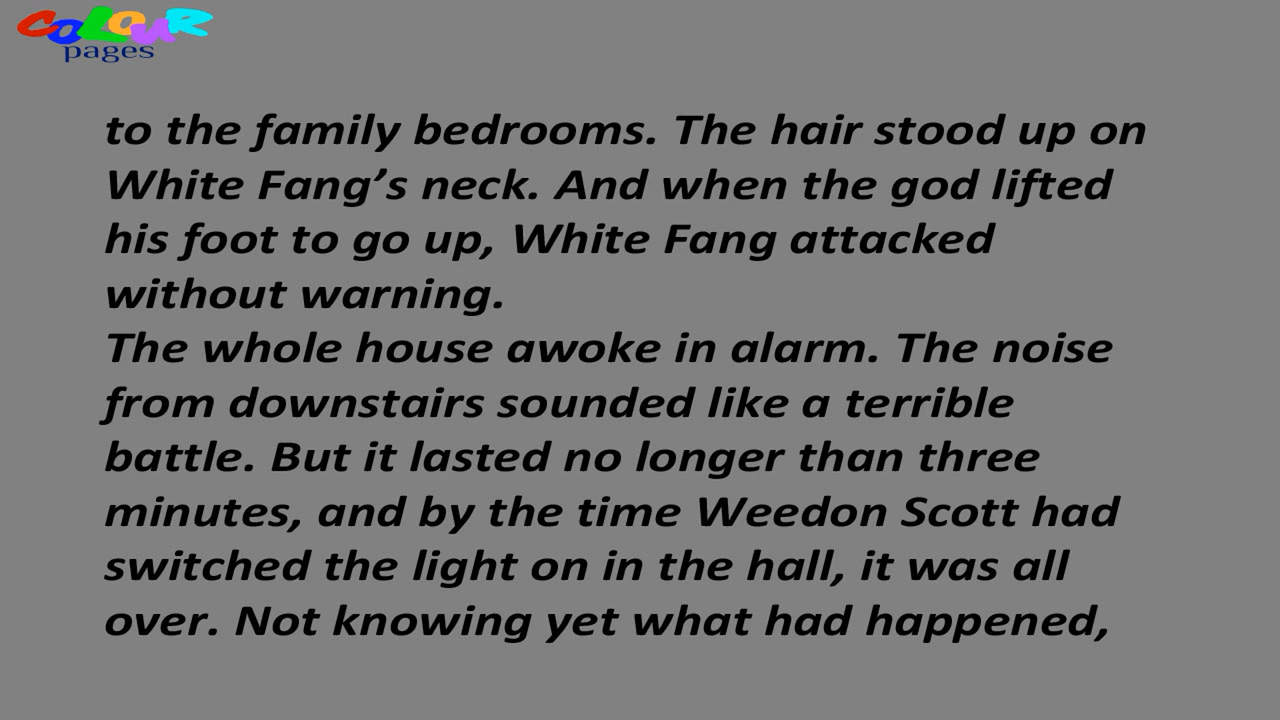 COLOUR
pages
to the family bedrooms. The hair stood up on
White Fang’s neck. And when the god lifted
his foot to go up, White Fang attacked
without warning.
The whole house awoke in alarm. The noise
from downstairs sounded like a terrible
battle. But it lasted no longer than three
minutes, and by the time Weedon Scott had
switched the light on in the hall, it was all
over. Not knowing yet what had happened,